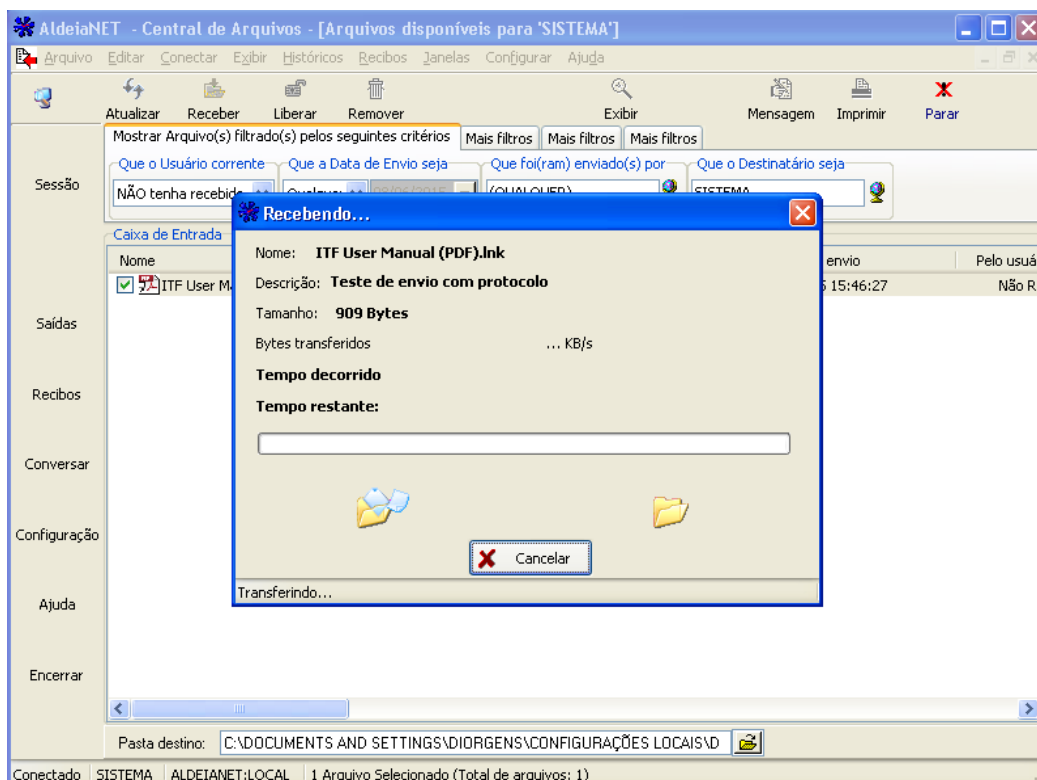 AldeiaNET - Central de Arquivos - [Arquivos disponíveis para 'SISTEMA']
Arquivo Editar Conectar Exibir Históricos Recibos Janelas Configurar Ajuda
Atualizar Receber Liberar Remover Exibir Mensagem Imprimir Parar
Mostrar Arquivo(s) filtrado(s) pelos seguintes critérios Mais filtros Mais filtros Mais filtros
Que o Usuário corrente Que a Data de Envio seja Que foi(ram) enviado(s) por Que o Destinatário seja
NÃO tenha recebido
SISTEMA
Sessão
Saídas
Recibos
Conversar
Configuração
Ajuda
Encerrar
Caixa de Entrada
Nome envio Pelo usuá
ITF User M 15:46:27 Não R
Recebendo...
Nome: ITF User Manual (PDF).lnk
Descrição: Teste de envio com protocolo
Tamanho: 909 Bytes
Bytes transferidos ... KB/s
Tempo decorrido
Tempo restante:
Cancelar
Transferindo...
Pasta destino: C:\DOCUMENTS AND SETTINGS\DIORGENS\CONFIGURAÇÕES LOCAIS\D
Conectado SISTEMA ALDEIANET:LOCAL 1 Arquivo Selecionado (Total de arquivos: 1)